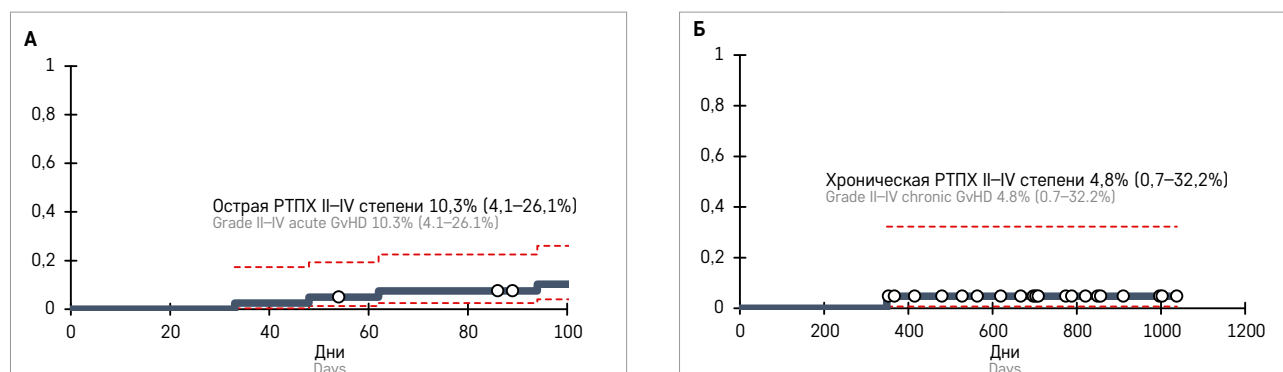 А
1
0,8
0,6
0,4
0,2
0
Острая РТПХ II–IV степени 10,3% (4,1–26,1%)
Grade II–IV acute GvHD 10.3% (4.1–26.1%)
0 20 40 60 80 100
Дни
Days
Б
1
0,8
0,6
0,4
0,2
0
Хроническая РТПХ II–IV степени 4,8% (0,7–32,2%)
Grade II–IV chronic GvHD 4.8% (0.7–32.2%)
0 200 400 600 800 1000 1200
Дни
Days